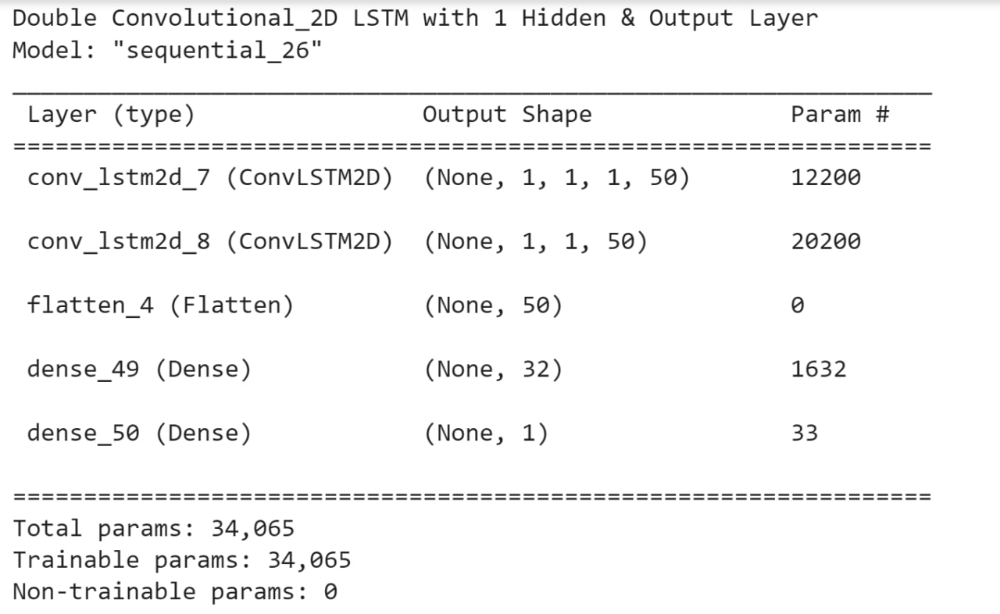 Double Convolutional_2D LSTM with 1 Hidden & Output Layer
Model: "sequential_26"
_________________________________________________________________
Layer (type) Output Shape Param #
=================================================================
conv_lstm2d_7 (ConvLSTM2D) (None, 1, 1, 1, 50) 12200
conv_lstm2d_8 (ConvLSTM2D) (None, 1, 1, 50) 20200
flatten_4 (Flatten) (None, 50) 0
dense_49 (Dense) (None, 32) 1632
dense_50 (Dense) (None, 1) 33
=================================================================
Total params: 34,065
Trainable params: 34,065
Non-trainable params: 0